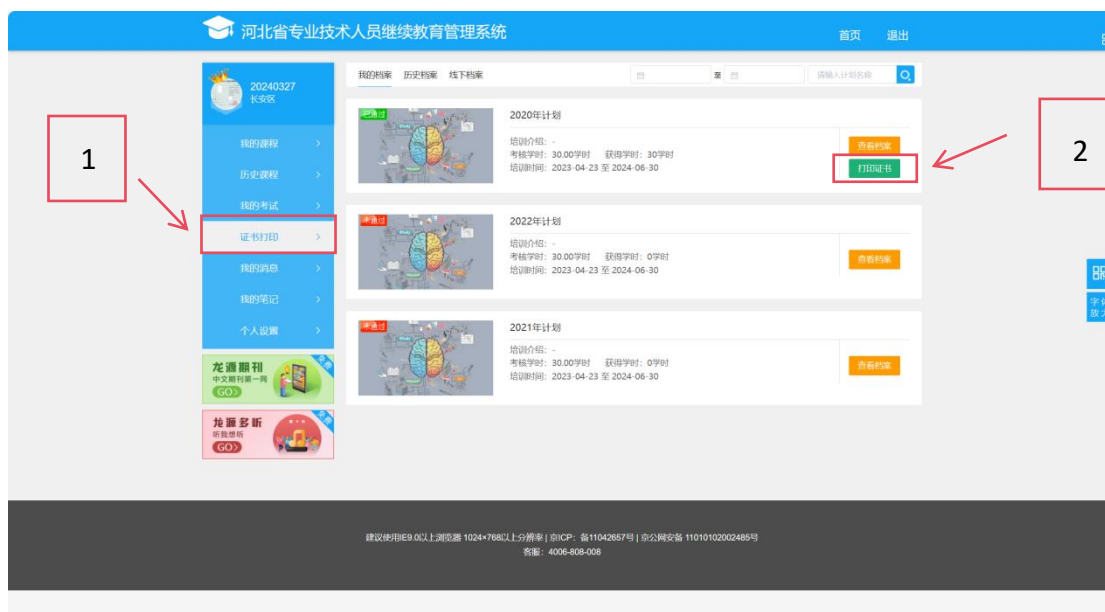 河北省专业技术人员继续教育管理系统
首页 退出
20240327
长安区
我的课程
历史课程
我的考试
证书打印
我的消息
我的笔记
个人设置
龙源期刊
中文期刊第一网
GO>
免费
龙源多听
听我想听
GO>
免费
我的档案 历史档案 线下档案
至
请输入计划名称
已通过
2020年计划
培训介绍: -
考核学时: 30.00学时 获得学时: 30学时
培训时间: 2023-04-23 至 2024-06-30
查看档案
打印证书
未通过
2022年计划
培训介绍: -
考核学时: 30.00学时 获得学时: 0学时
培训时间: 2023-04-23 至 2024-06-30
查看档案
未通过
2021年计划
培训介绍: -
考核学时: 30.00学时 获得学时: 0学时
培训时间: 2023-04-23 至 2024-06-30
查看档案
1
2
放大
建议使用IE9.0以上浏览器 1024×768以上分辨率 | 京ICP: 备11042657号 | 京公网安备 11010102002485号
客服: 4006-808-008